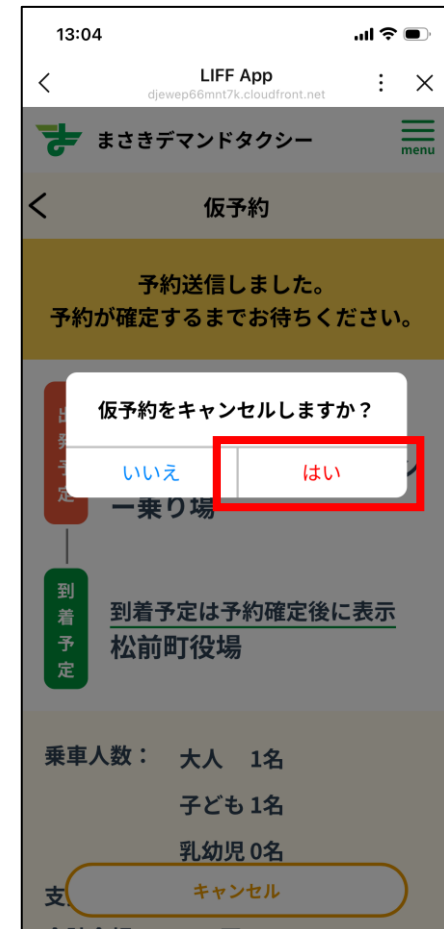 13:04
LIFF App
djewep66mnt7k.cloudfront.net
まさきデマンドタクシー
menu
仮予約
予約送信しました。
予約が確定するまでお待ちください。
仮予約をキャンセルしますか？
いいえ
はい
ー乗り場
到着予定
到着予定は予約確定後に表示
松前町役場
乗車人数：
大人 1名
子ども 1名
乳幼児 0名
キャンセル